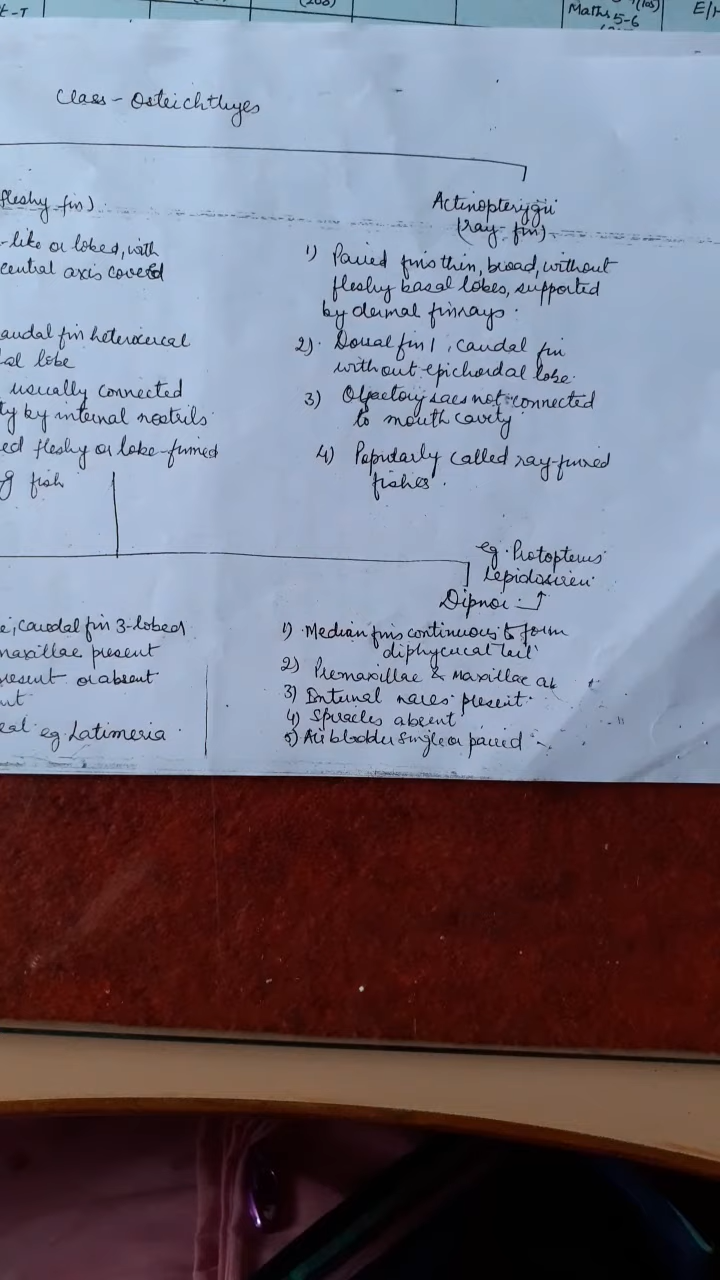 Maths 5-6
Class - Osteichthyes
fleshy fin)
-like or lobed, with
central axis covered
audal fin heterocercal
al lobe
usually connected
ty by internal nostrils
ed fleshy or lobe-finned
g fish
Actinopterygii
(ray-fin)
1) Paired fins thin, broad, without
fleshy basal lobes, supported
by dermal finrays.
2). Dorsal fin 1, caudal fin
without epichordal lobe.
3) Olfactory sacs not connected
to mouth cavity
4) Popularly called ray-finned
fishes.
e, caudal fin 3-lobed
maxillae present
resent or absent
eg. Latimeria
eg. Protopterus
Lepidosiren
Dipnoi
1) Median fins continuous to form
diphycercal tail
2) Premaxillae & Maxillae ab
3) Internal nares present.
4) Spiracles absent
5) Air bladder single or paired